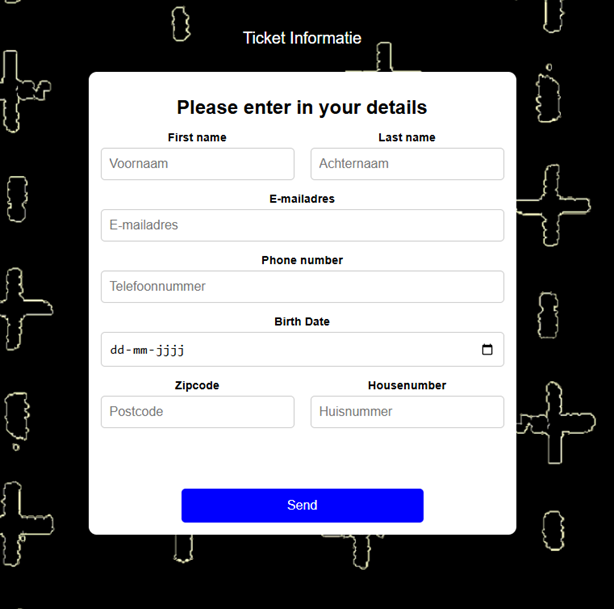 Ticket Informatie
Please enter in your details
First name Last name
Voornaam Achternaam
E-mailadres
E-mailadres
Phone number
Telefoonnummer
Birth Date
dd-mm-jjjj
Zipcode Housenumber
Postcode Huisnummer
Send